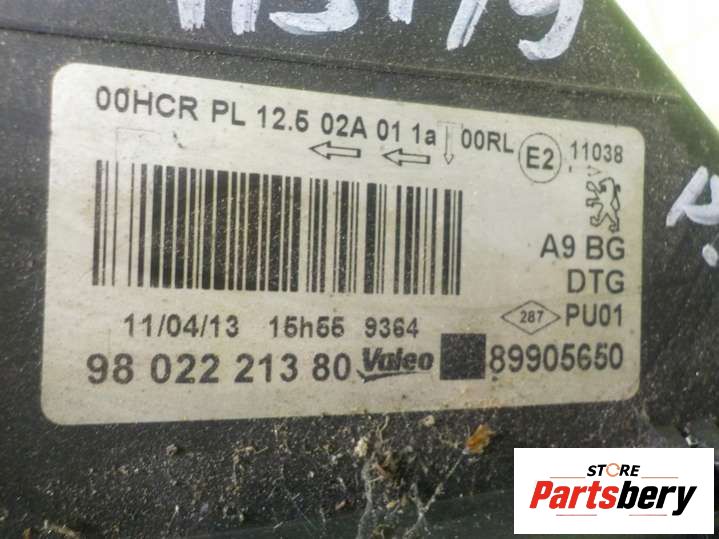 00HCR PL 12.5 02A 01 1a 00RL E2 11038
A9 BG
DTG
287 PU01
11/04/13 15h55 9364
98 022 213 80 Valeo 89905650
STORE
Partsbery